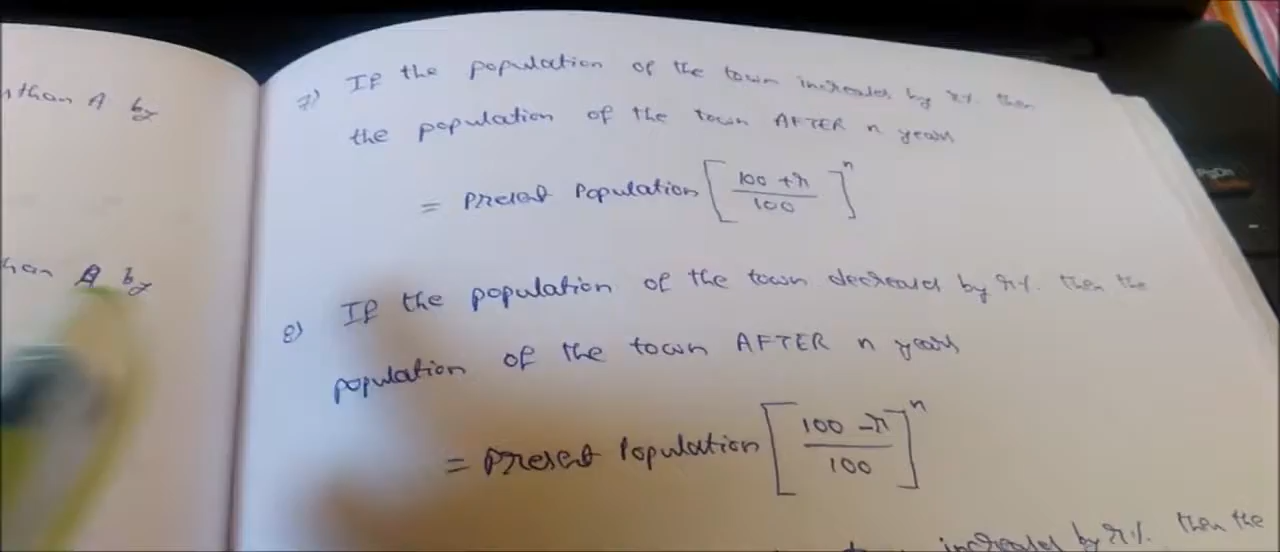 than A by
han A by
7) If the population of the town increases by r% then
the population of the town AFTER n years
= Present Population [100 + r / 100]^n
8) If the population of the town decreases by r% then the
population of the town AFTER n years
= Present Population [100 - r / 100]^n
increases by r% then the